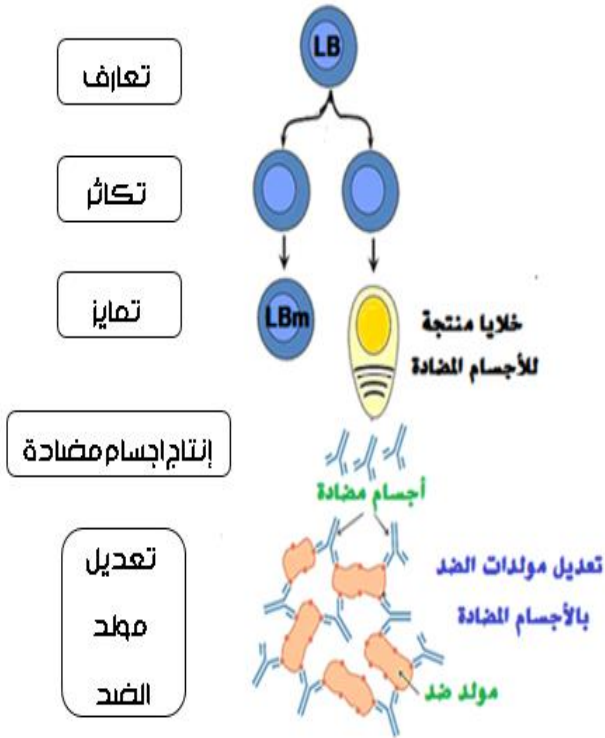 LB
تعارف
تكاثر
تمايز
LBm
خلايا منتجة
للأجسام المضادة
إنتاج اجسام مضادة
أجسام مضادة
تعديل
مولد
الضد
تعديل مولدات الضد
بالأجسام المضادة
مولد ضد